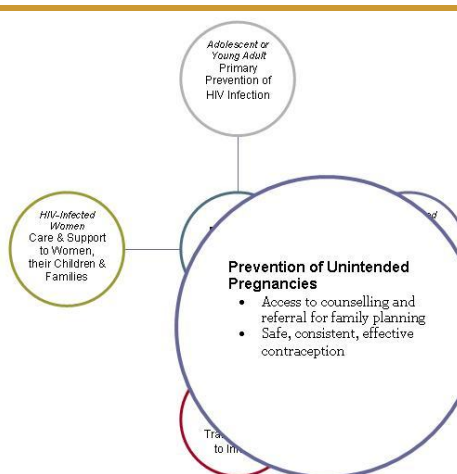 Adolescent or
Young Adult
Primary
Prevention of
HIV Infection
HIV-Infected
Women
Care & Support
to Women,
their Children &
Families
Prevention of Unintended
Pregnancies
• Access to counselling and
referral for family planning
• Safe, consistent, effective
contraception
to